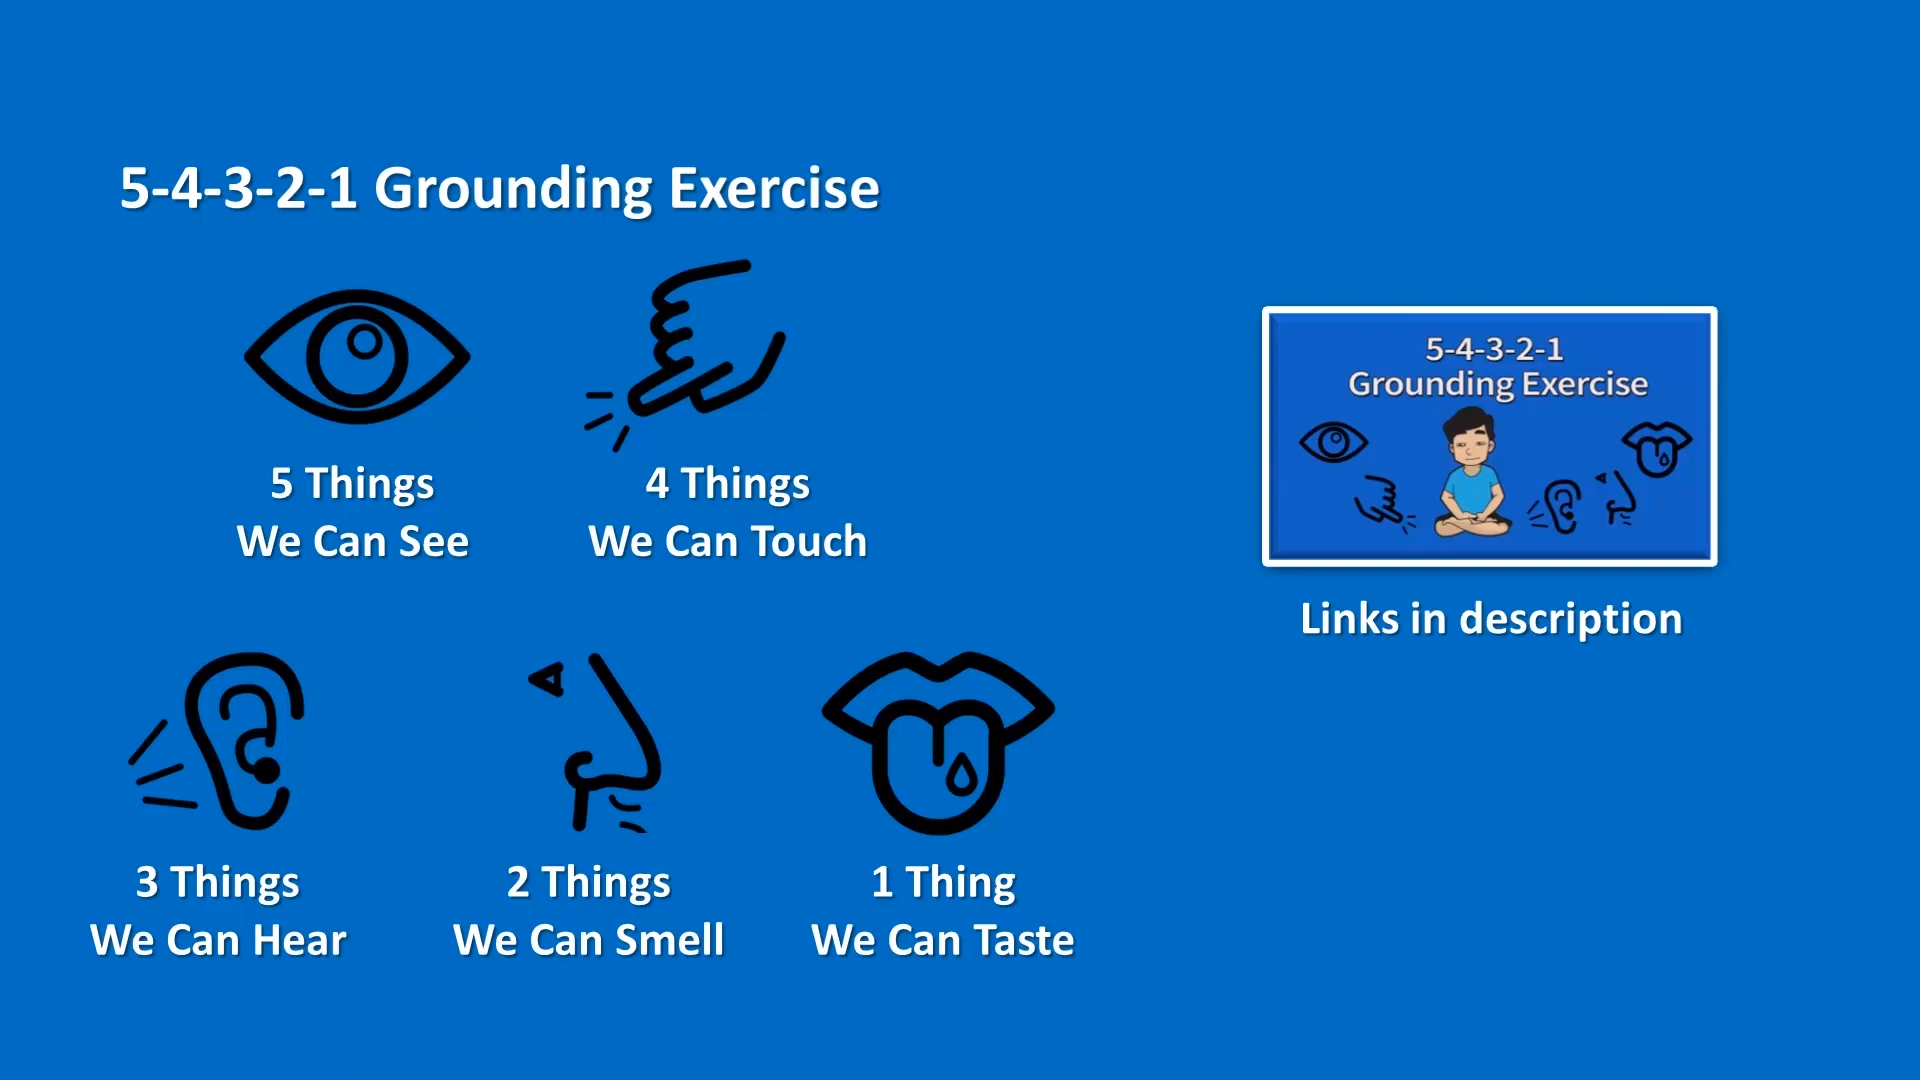 5-4-3-2-1 Grounding Exercise
5 Things
We Can See
4 Things
We Can Touch
3 Things
We Can Hear
2 Things
We Can Smell
1 Thing
We Can Taste
5-4-3-2-1
Grounding Exercise
Links in description